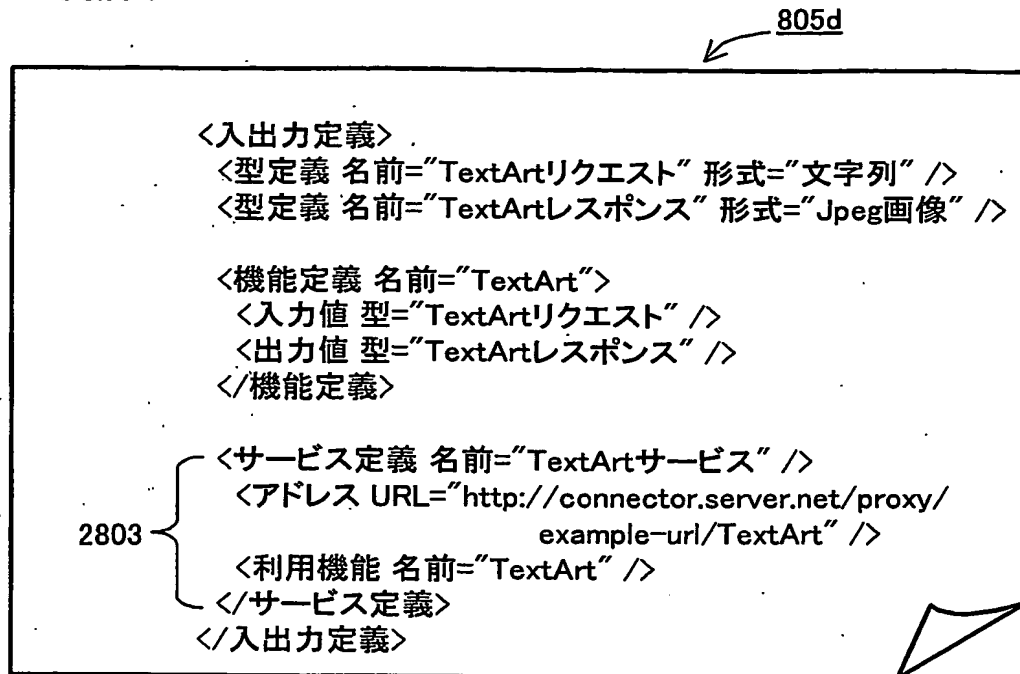 805d
<入出力定義>
<型定義 名前="TextArtリクエスト" 形式="文字列" />
<型定義 名前="TextArtレスポンス" 形式="Jpeg画像" />
<機能定義 名前="TextArt">
<入力値 型="TextArtリクエスト" />
<出力値 型="TextArtレスポンス" />
</機能定義>
<サービス定義 名前="TextArtサービス" />
<アドレス URL="http://connector.server.net/proxy/
example-url/TextArt" />
2803
<利用機能 名前="TextArt" />
</サービス定義>
</入出力定義>